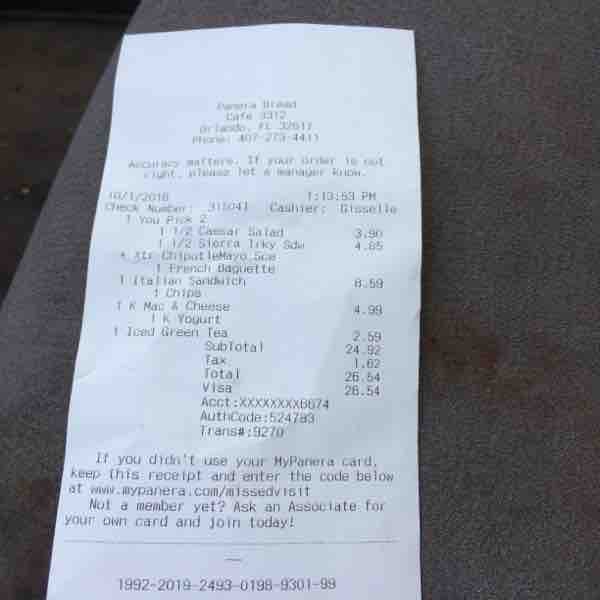 Panera Bread
Cafe 3312
Orlando, FL
Phone: 407-273-4411
Accuracy matters. If your order is not
right, please let a manager know.
10/1/2018 1:13:53 PM
Check Number: 315041 Cashier: Gisselle
1 You Pick 2
1 1/2 Caesar Salad 3.90
1 1/2 Sierra Trky Sdw 4.85
Xtr ChipotleMayo Sce
1 French Baguette
1 Italian Sandwich 8.59
1 Chips
1 K Mac & Cheese 4.99
1 K Yogurt
1 Iced Green Tea 2.59
SubTotal 24.92
Tax 1.62
Total 26.54
Visa 26.54
Acct:XXXXXXXX6674
AuthCode:524783
Trans#:9270
If you didn't use your MyPanera card,
keep this receipt and enter the code below
at www.mypanera.com/missedvisit
Not a member yet? Ask an Associate for
your own card and join today!
1992-2019-2493-0198-9301-99